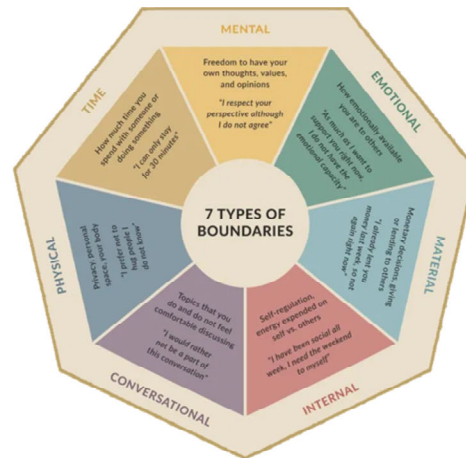 MENTAL
Freedom to have your
own thoughts, values,
and opinions
"I respect your
perspective although
I do not agree"
EMOTIONAL
How emotionally available
you are to others
"As much as I want to
support you right now,
I do not have the
emotional capacity"
MATERIAL
Monetary decisions, giving
or lending to others
"I already lent you
money last week, so not
again right now"
INTERNAL
Self-regulation,
energy expended on
self vs. others
"I have been social all
week, I need the weekend
to myself"
CONVERSATIONAL
Topics that you
do and do not feel
comfortable discussing
"I would rather
not be a part of
this conversation"
PHYSICAL
Privacy, personal
space, your body
"I prefer not to
hug people I
do not know"
TIME
How much time you
spend with someone or
doing something
"I can only stay
for 30 minutes"
7 TYPES OF
BOUNDARIES